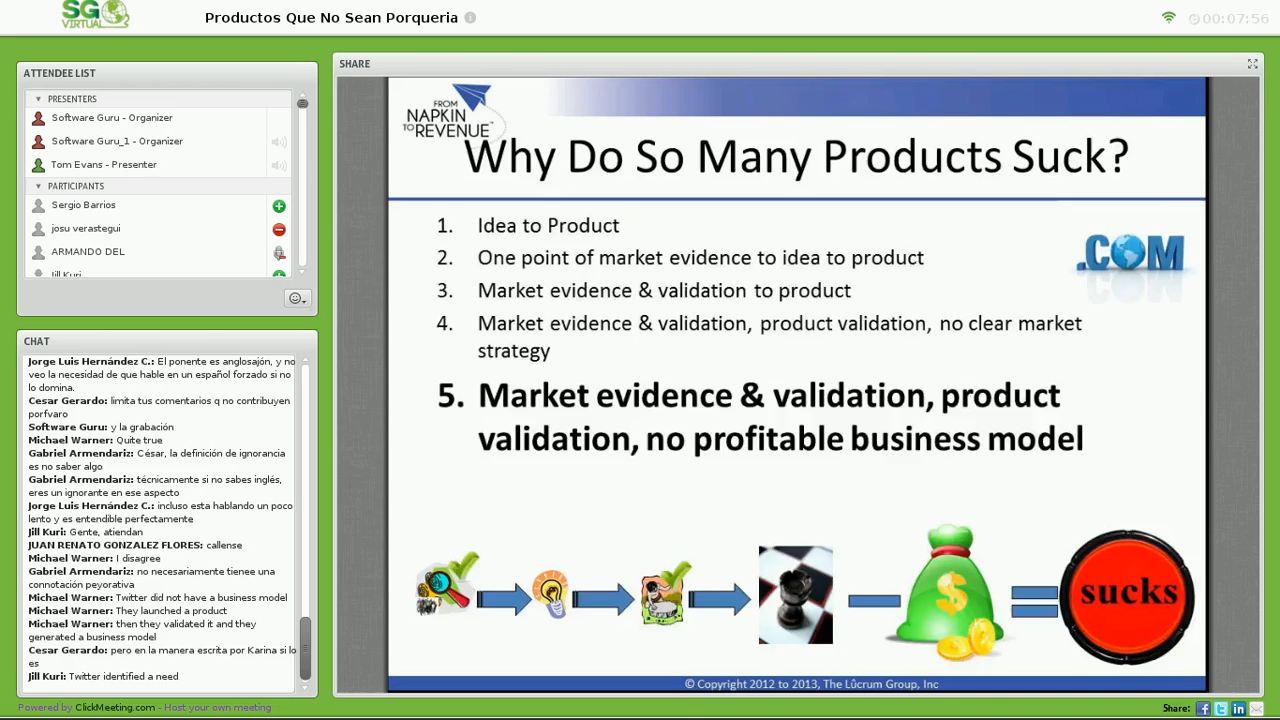 SG
VIRTUAL
Productos Que No Sean Porqueria
00:07:56
ATTENDEE LIST
PRESENTERS
Software Guru - Organizer
Software Guru_1 - Organizer
Tom Evans - Presenter
PARTICIPANTS
Sergio Barrios
josu verastegui
ARMANDO DEL
Jill Kuri
CHAT
Jorge Luis Hernández C.: El ponente es anglosajón, y no
veo la necesidad de que hable en un español forzado si no
lo domina.
Cesar Gerardo: limita tus comentarios q no contribuyen
porfvaro
Software Guru: y la grabación
Michael Warner: Quite true
Gabriel Armendariz: César, la definición de ignorancia
es no saber algo
Gabriel Armendariz: técnicamente si no sabes inglés,
eres un ignorante en ese aspecto
Jorge Luis Hernández C.: incluso esta hablando un poco
lento y es entendible perfectamente
Jill Kuri: Gente, atiendan
JUAN RENATO GONZALEZ FLORES: callense
Michael Warner: I disagree
Gabriel Armendariz: no necesariamente tienee una
connotación peyorativa
Michael Warner: Twitter did not have a business model
Michael Warner: They launched a product
Michael Warner: then they validated it and they
generated a business model
Cesar Gerardo: pero en la manera escrita por Karina si lo
es
Jill Kuri: Twitter identified a need
SHARE
FROM
NAPKIN
TO REVENUE™
Why Do So Many Products Suck?
1. Idea to Product
2. One point of market evidence to idea to product
3. Market evidence & validation to product
4. Market evidence & validation, product validation, no clear market
strategy
5. Market evidence & validation, product
validation, no profitable business model
.COM
$
sucks
© Copyright 2012 to 2013, The Lûcrum Group, Inc
Powered by ClickMeeting.com - Host your own meeting
Share: